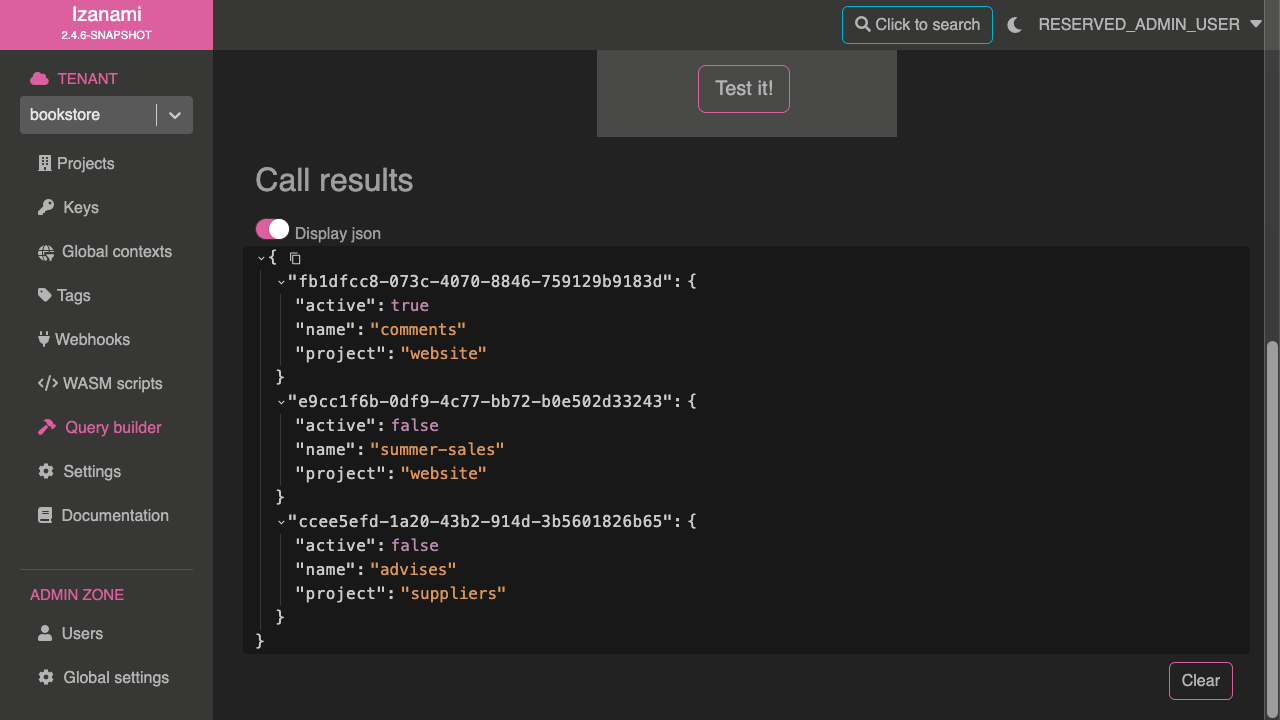 Izanami
2.4.6-SNAPSHOT
Click to search
RESERVED_ADMIN_USER
TENANT
bookstore
Projects
Keys
Global contexts
Tags
Webhooks
WASM scripts
Query builder
Settings
Documentation
ADMIN ZONE
Users
Global settings
Test it!
Call results
Display json
{
"fb1dfcc8-073c-4070-8846-759129b9183d": {
"active": true
"name": "comments"
"project": "website"
}
"e9cc1f6b-0df9-4c77-bb72-b0e502d33243": {
"active": false
"name": "summer-sales"
"project": "website"
}
"ccee5efd-1a20-43b2-914d-3b5601826b65": {
"active": false
"name": "advises"
"project": "suppliers"
}
}
Clear